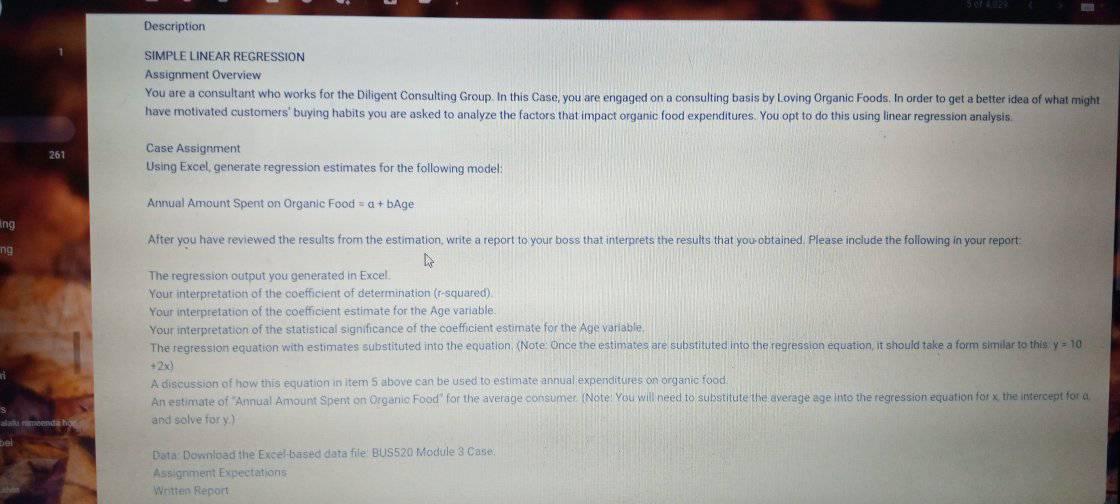 5 of 4,029
Description
1
SIMPLE LINEAR REGRESSION
Assignment Overview
You are a consultant who works for the Diligent Consulting Group. In this Case, you are engaged on a consulting basis by Loving Organic Foods. In order to get a better idea of what might
have motivated customers' buying habits you are asked to analyze the factors that impact organic food expenditures. You opt to do this using linear regression analysis.
261
Case Assignment
Using Excel, generate regression estimates for the following model:
Annual Amount Spent on Organic Food = α + bAge
ing
After you have reviewed the results from the estimation, write a report to your boss that interprets the results that you obtained. Please include the following in your report:
ng
The regression output you generated in Excel.
Your interpretation of the coefficient of determination (r-squared).
Your interpretation of the coefficient estimate for the Age variable.
Your interpretation of the statistical significance of the coefficient estimate for the Age variable.
The regression equation with estimates substituted into the equation. (Note: Once the estimates are substituted into the regression equation, it should take a form similar to this: y = 10
+2x)
A discussion of how this equation in item 5 above can be used to estimate annual expenditures on organic food.
An estimate of "Annual Amount Spent on Organic Food" for the average consumer. (Note: You will need to substitute the average age into the regression equation for x, the intercept for α,
and solve for y.)
Data: Download the Excel-based data file: BUS520 Module 3 Case.
Assignment Expectations
Written Report